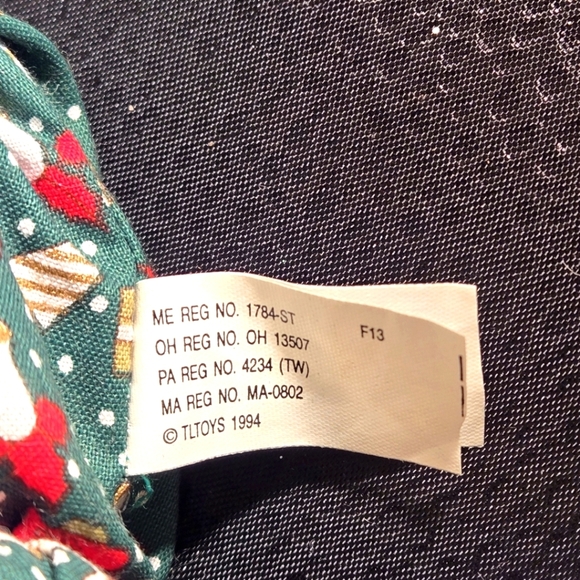 ME REG NO. 1784-ST
F13
OH REG NO. OH 13507
PA REG NO. 4234 (TW)
MA REG NO. MA-0802
© TLTOYS 1994